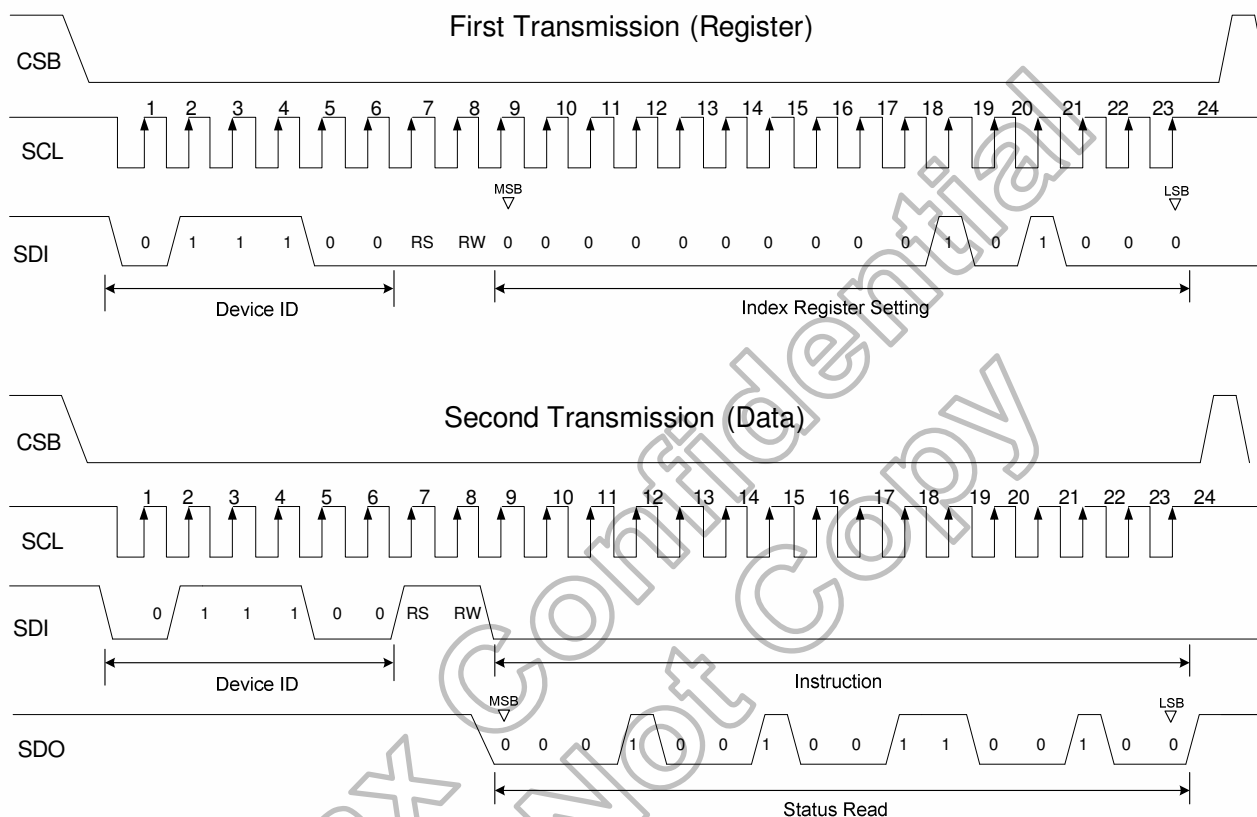 First Transmission (Register)
CSB
1 2 3 4 5 6 7 8 9 10 11 12 13 14 15 16 17 18 19 20 21 22 23 24
SCL
MSB LSB
SDI 0 1 1 1 0 0 RS RW 0 0 0 0 0 0 0 0 0 0 1 0 1 0 0 0
Device ID Index Register Setting
Second Transmission (Data)
CSB
1 2 3 4 5 6 7 8 9 10 11 12 13 14 15 16 17 18 19 20 21 22 23 24
SCL
SDI 0 1 1 1 0 0 RS RW
Device ID Instruction
MSB LSB
SDO 0 0 0 1 0 0 1 0 0 1 1 0 0 1 0 0
Status Read
Confidential
Not Copy